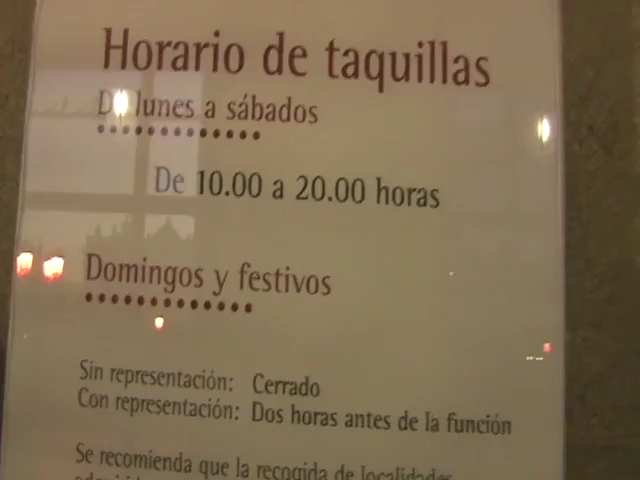 Horario de taquillas
De lunes a sábados
De 10.00 a 20.00 horas
Domingos y festivos
Sin representación: Cerrado
Con representación: Dos horas antes de la función
Se recomienda que la recogida de localidades